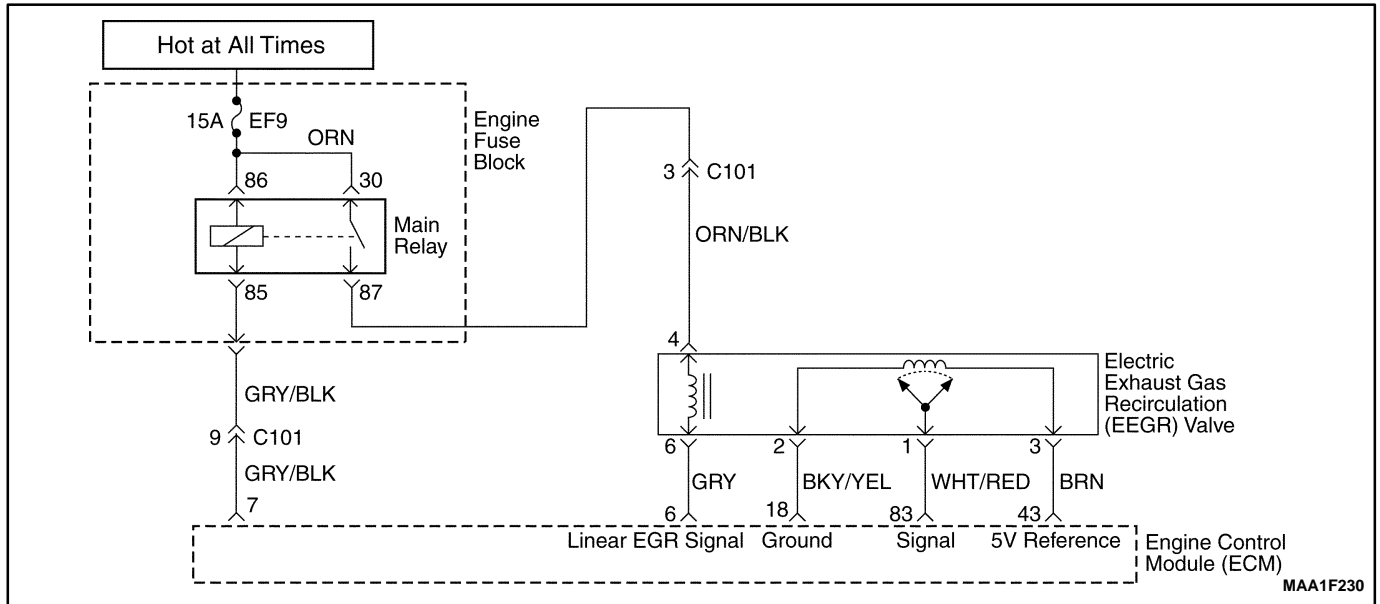 Hot at All Times
15A EF9
ORN
Engine
Fuse
Block
86
30
Main
Relay
85
87
3 C101
ORN/BLK
4
GRY/BLK
9 C101
GRY/BLK
7
Electric
Exhaust Gas
Recirculation
(EEGR) Valve
6
2
1
3
GRY
BKY/YEL
WHT/RED
BRN
6
18
83
43
Linear EGR Signal
Ground
Signal
5V Reference
Engine Control
Module (ECM)
MAA1F230